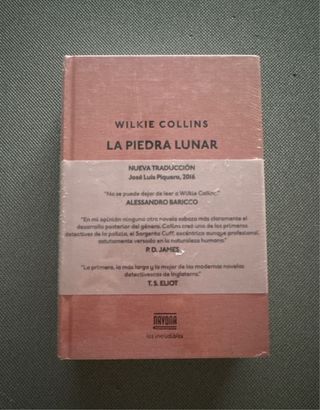 WILKIE COLLINS
LA PIEDRA LUNAR
NUEVA TRADUCCIÓN
José Luis Piquero, 2016
"No se puede dejar de leer a Wilkie Collins."
ALESSANDRO BARICCO
"En mi opinión ninguna otra novela esboza más claramente el
desarrollo posterior del género. Collins creó uno de los primeros
detectives de la policía, el Sargento Cuff, excéntrico aunque profesional,
astutamente versado en la naturaleza humana."
P. D. JAMES
"La primera, la más larga y la mejor de las modernas novelas
detectivescas de Inglaterra."
T. S. ELIOT
NAVONA
los ineludibles